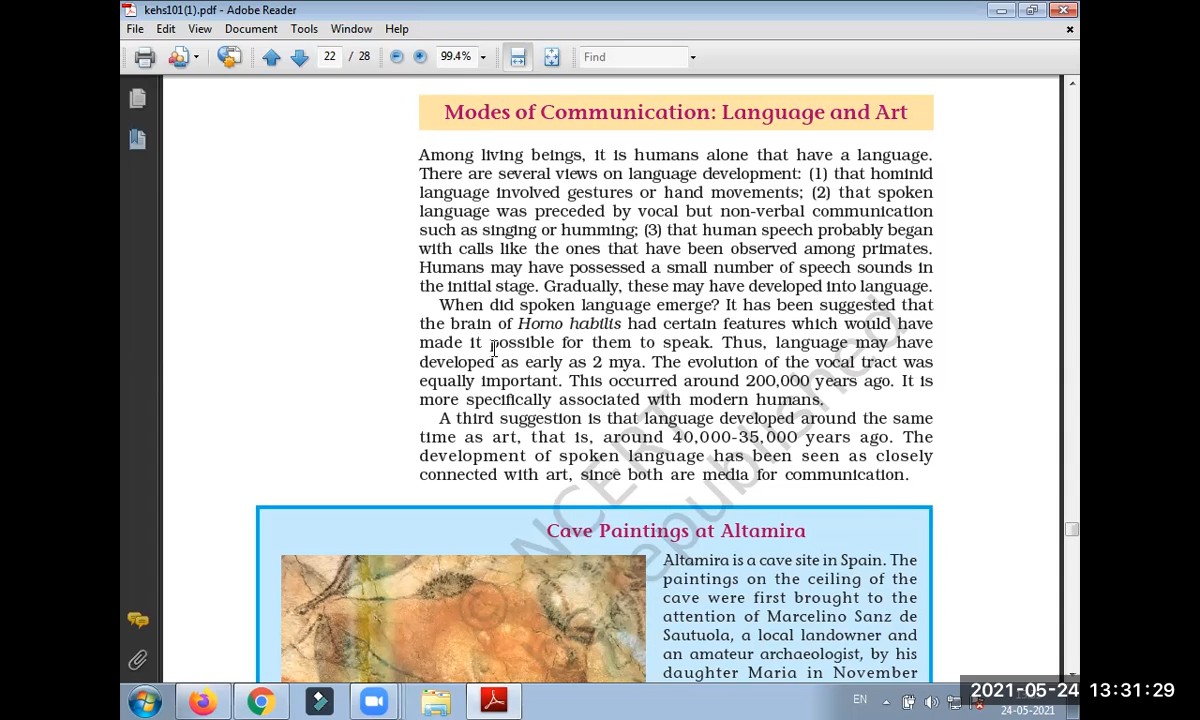 kehs101(1).pdf - Adobe Reader
File Edit View Document Tools Window Help
22 / 28 99.4% Find
Modes of Communication: Language and Art
Among living beings, it is humans alone that have a language.
There are several views on language development: (1) that hominid
language involved gestures or hand movements; (2) that spoken
language was preceded by vocal but non-verbal communication
such as singing or humming; (3) that human speech probably began
with calls like the ones that have been observed among primates.
Humans may have possessed a small number of speech sounds in
the initial stage. Gradually, these may have developed into language.
When did spoken language emerge? It has been suggested that
the brain of Homo habilis had certain features which would have
made it possible for them to speak. Thus, language may have
developed as early as 2 mya. The evolution of the vocal tract was
equally important. This occurred around 200,000 years ago. It is
more specifically associated with modern humans.
A third suggestion is that language developed around the same
time as art, that is, around 40,000-35,000 years ago. The
development of spoken language has been seen as closely
connected with art, since both are media for communication.
© NCERT
republished
Cave Paintings at Altamira
Altamira is a cave site in Spain. The
paintings on the ceiling of the
cave were first brought to the
attention of Marcelino Sanz de
Sautuola, a local landowner and
an amateur archaeologist, by his
daughter Maria in November
EN
2021-05-24 13:31:29
24-05-2021